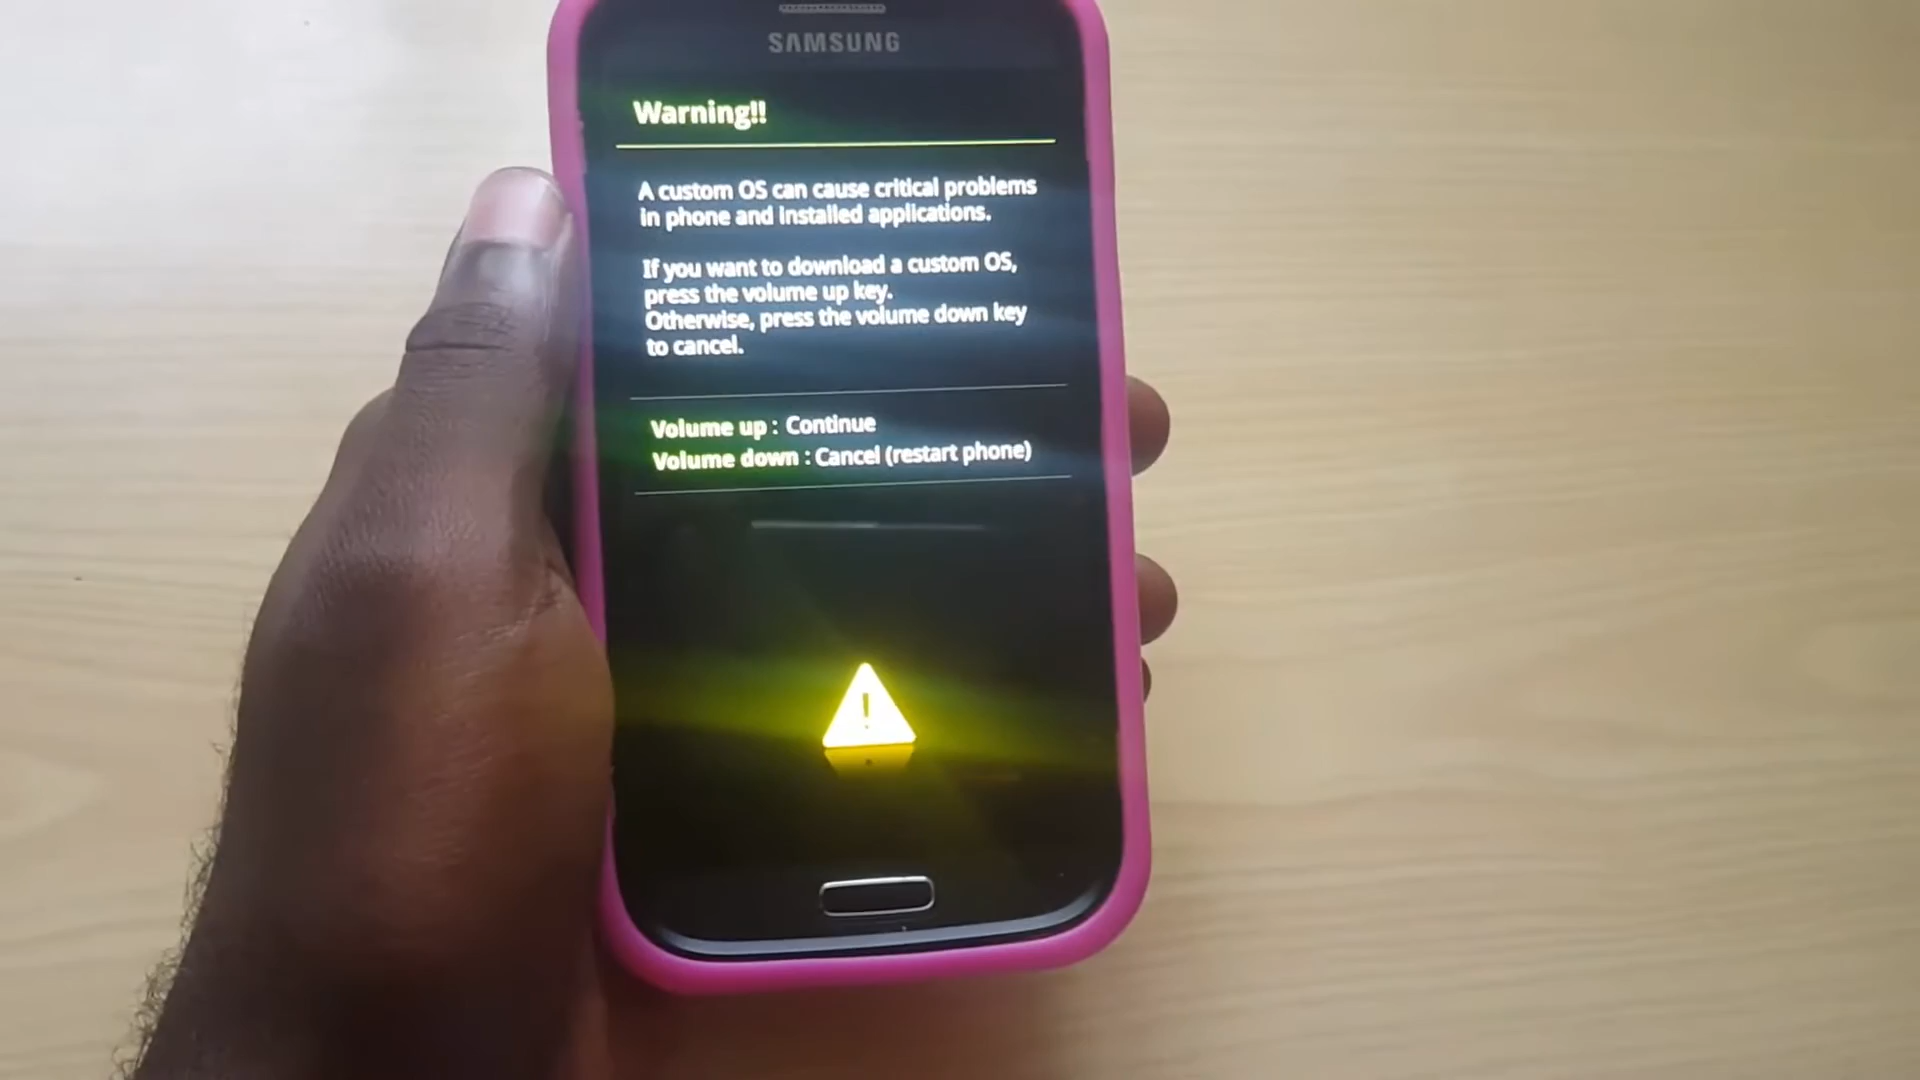 SAMSUNG
Warning!!
A custom OS can cause critical problems
in phone and installed applications.
If you want to download a custom OS,
press the volume up key.
Otherwise, press the volume down key
to cancel.
Volume up : Continue
Volume down : Cancel (restart phone)
!